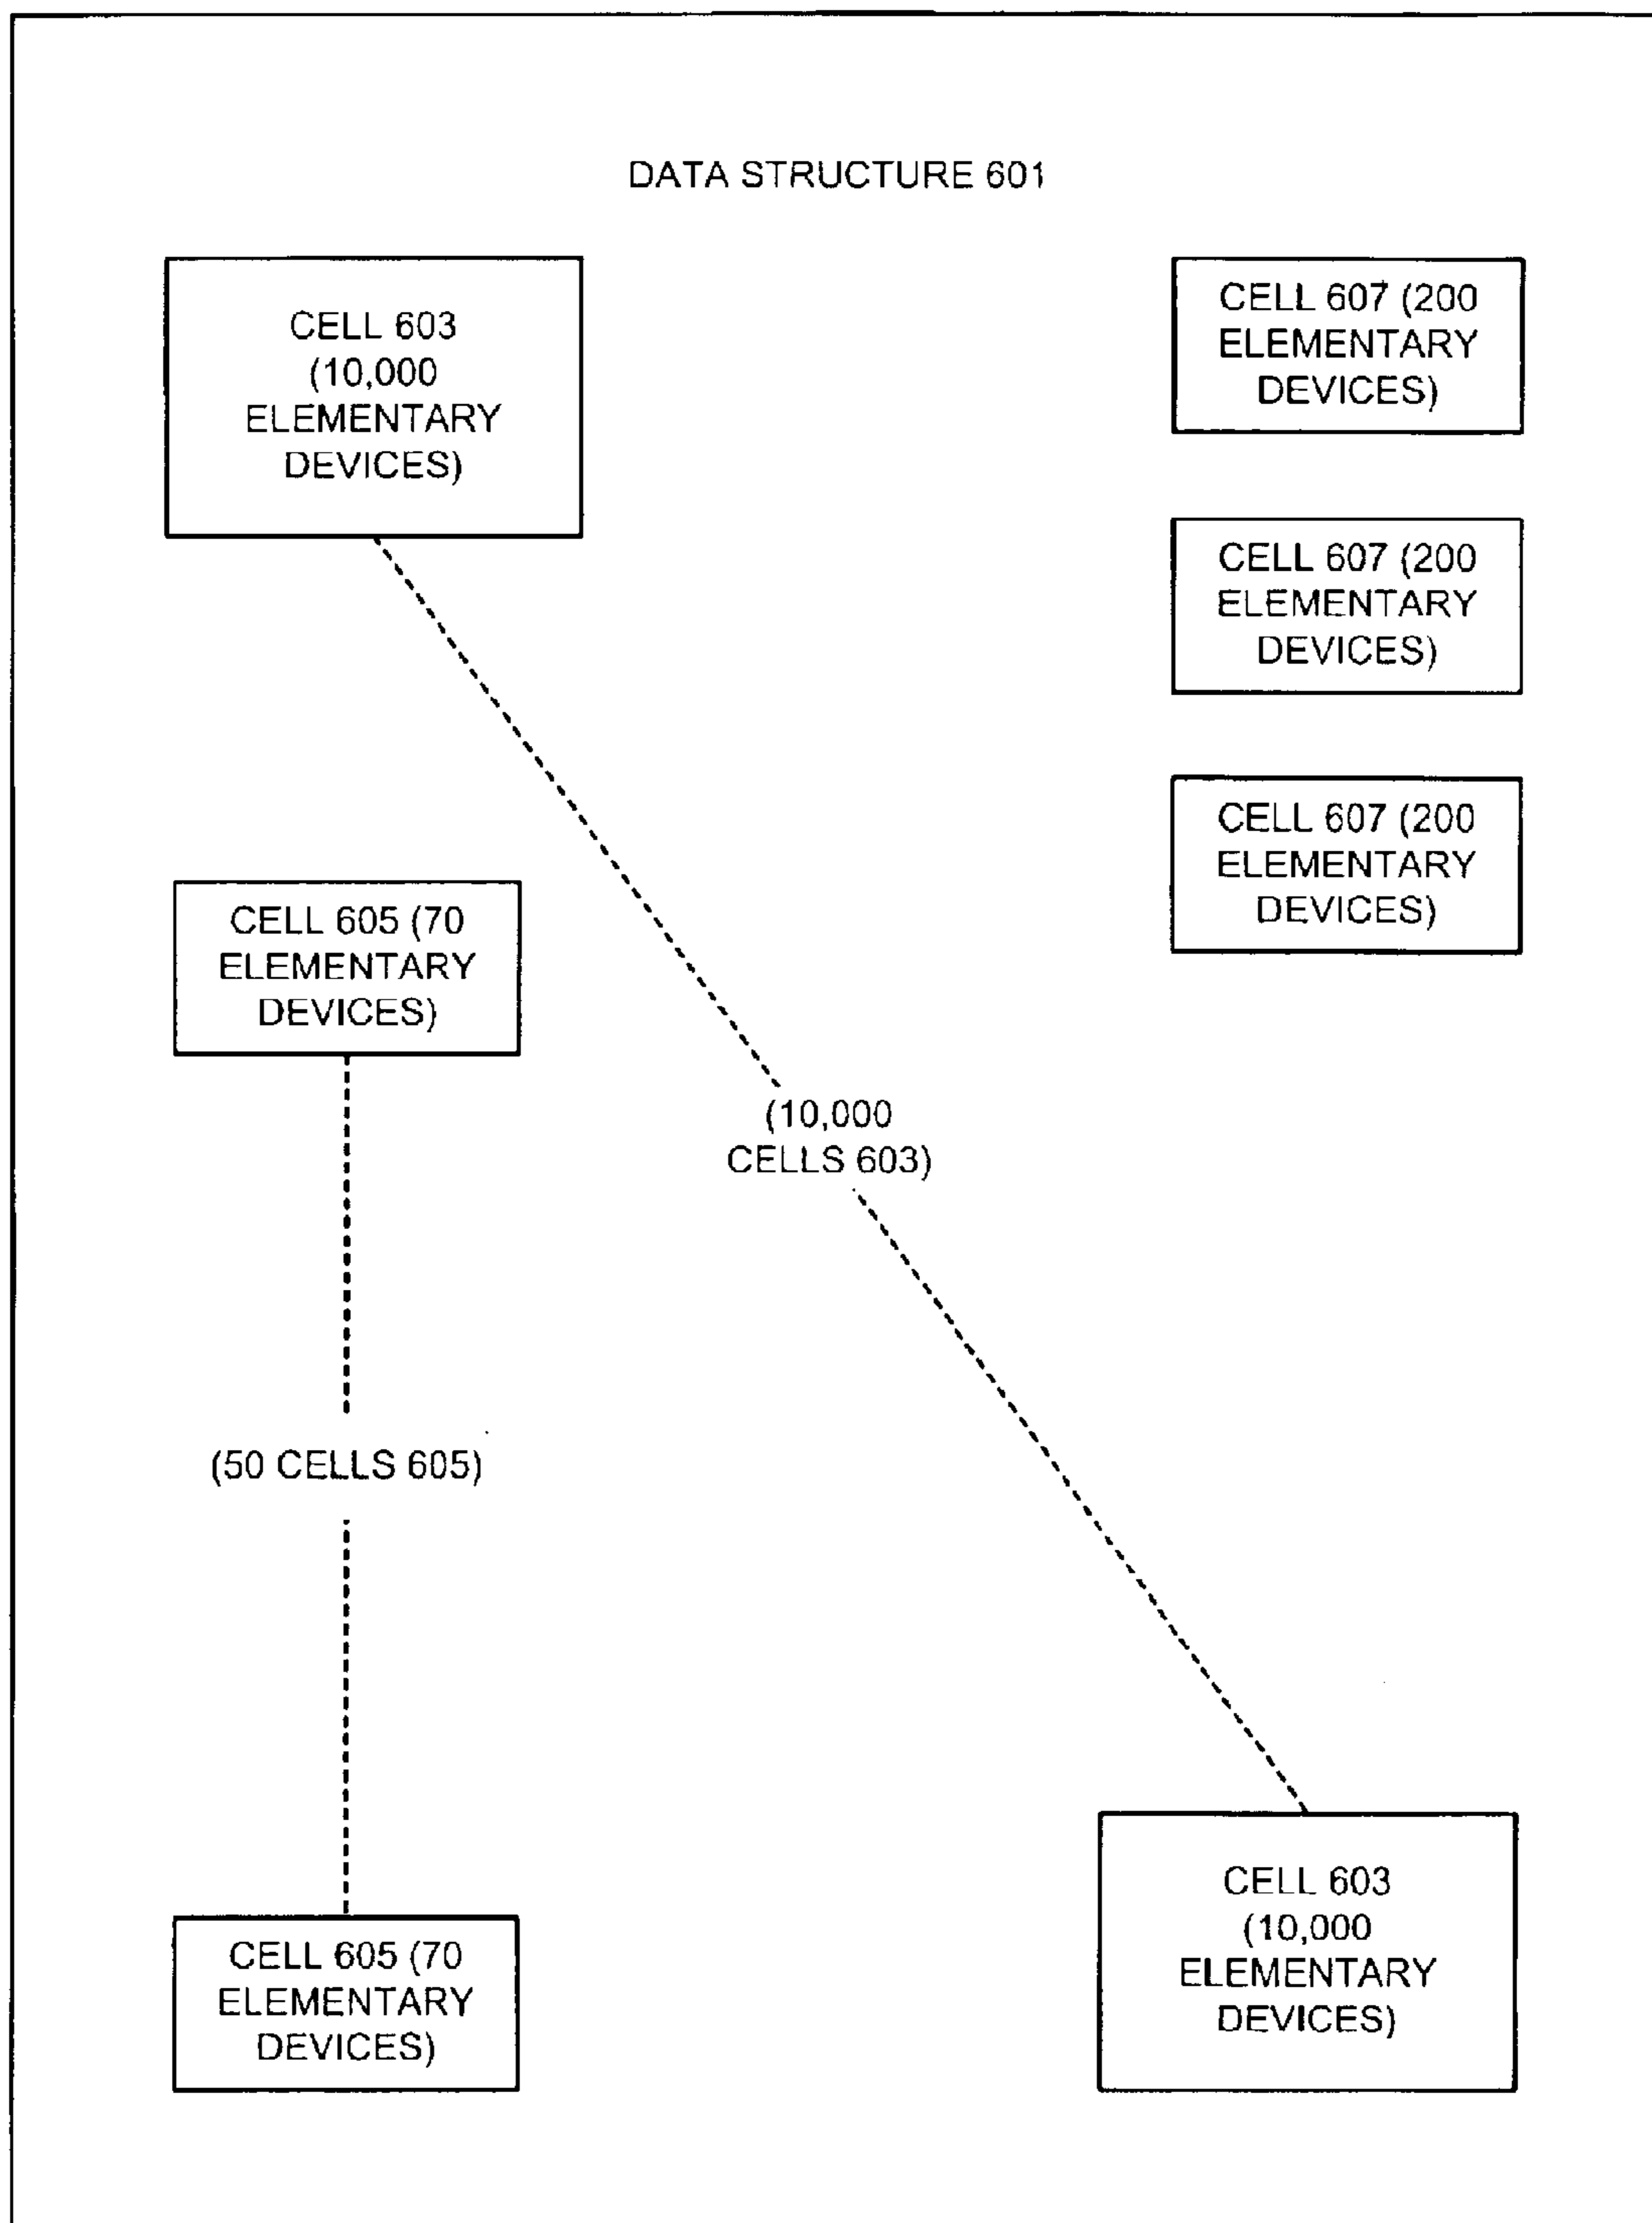 DATA STRUCTURE 601
CELL 603
(10,000
ELEMENTARY
DEVICES)
CELL 607 (200
ELEMENTARY
DEVICES)
CELL 607 (200
ELEMENTARY
DEVICES)
CELL 607 (200
ELEMENTARY
DEVICES)
CELL 605 (70
ELEMENTARY
DEVICES)
(10,000
CELLS 603)
(50 CELLS 605)
CELL 605 (70
ELEMENTARY
DEVICES)
CELL 603
(10,000
ELEMENTARY
DEVICES)